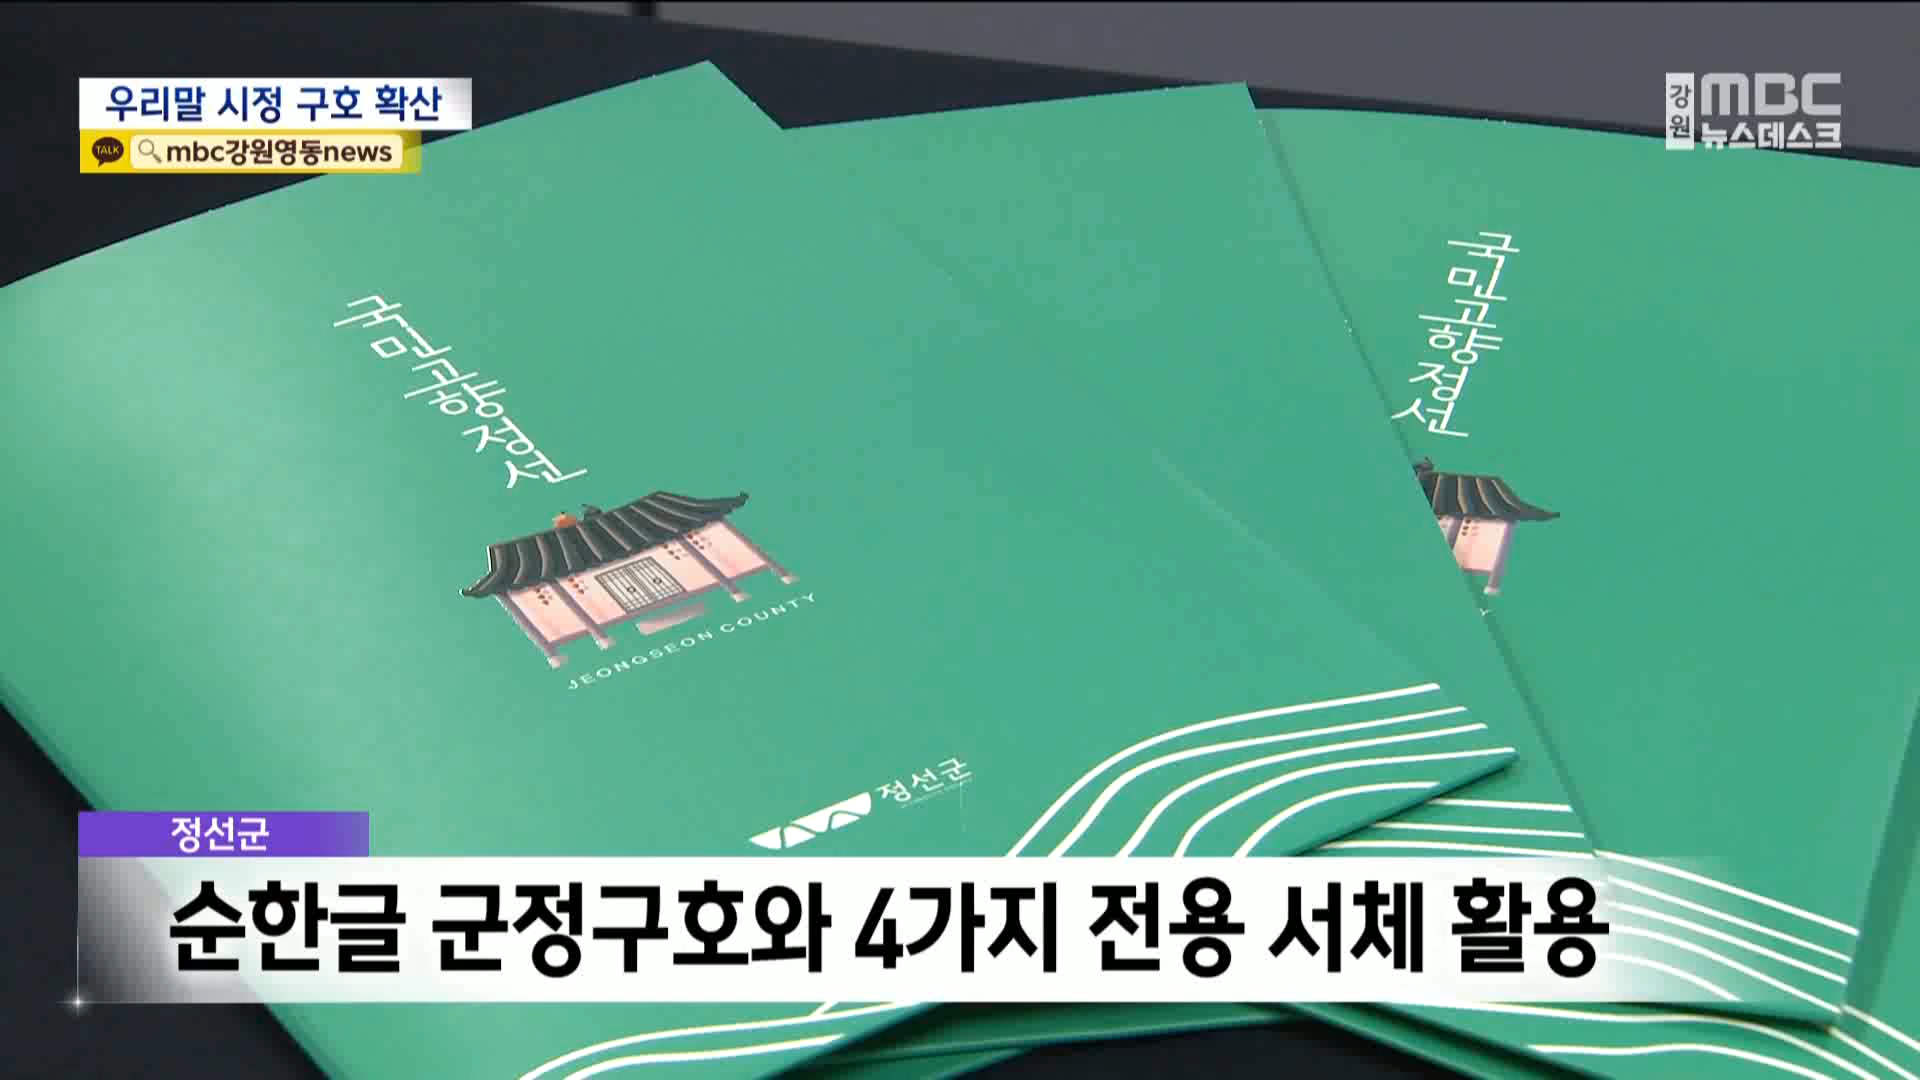 우리말 시정 구호 확산
TALK
mbc강원영동news
강원
MBC
뉴스데스크
국민고향정선
JEONGSEON COUNTY
정선군
국민고향정선
정선군
순한글 군정구호와 4가지 전용 서체 활용